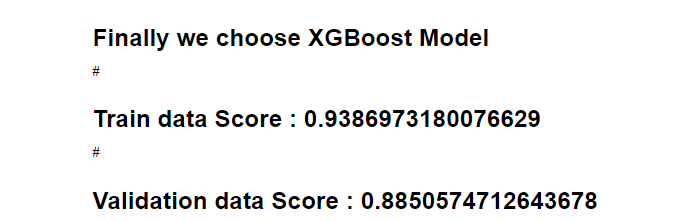 Finally we choose XGBoost Model
#
Train data Score : 0.9386973180076629
#
Validation data Score : 0.8850574712643678